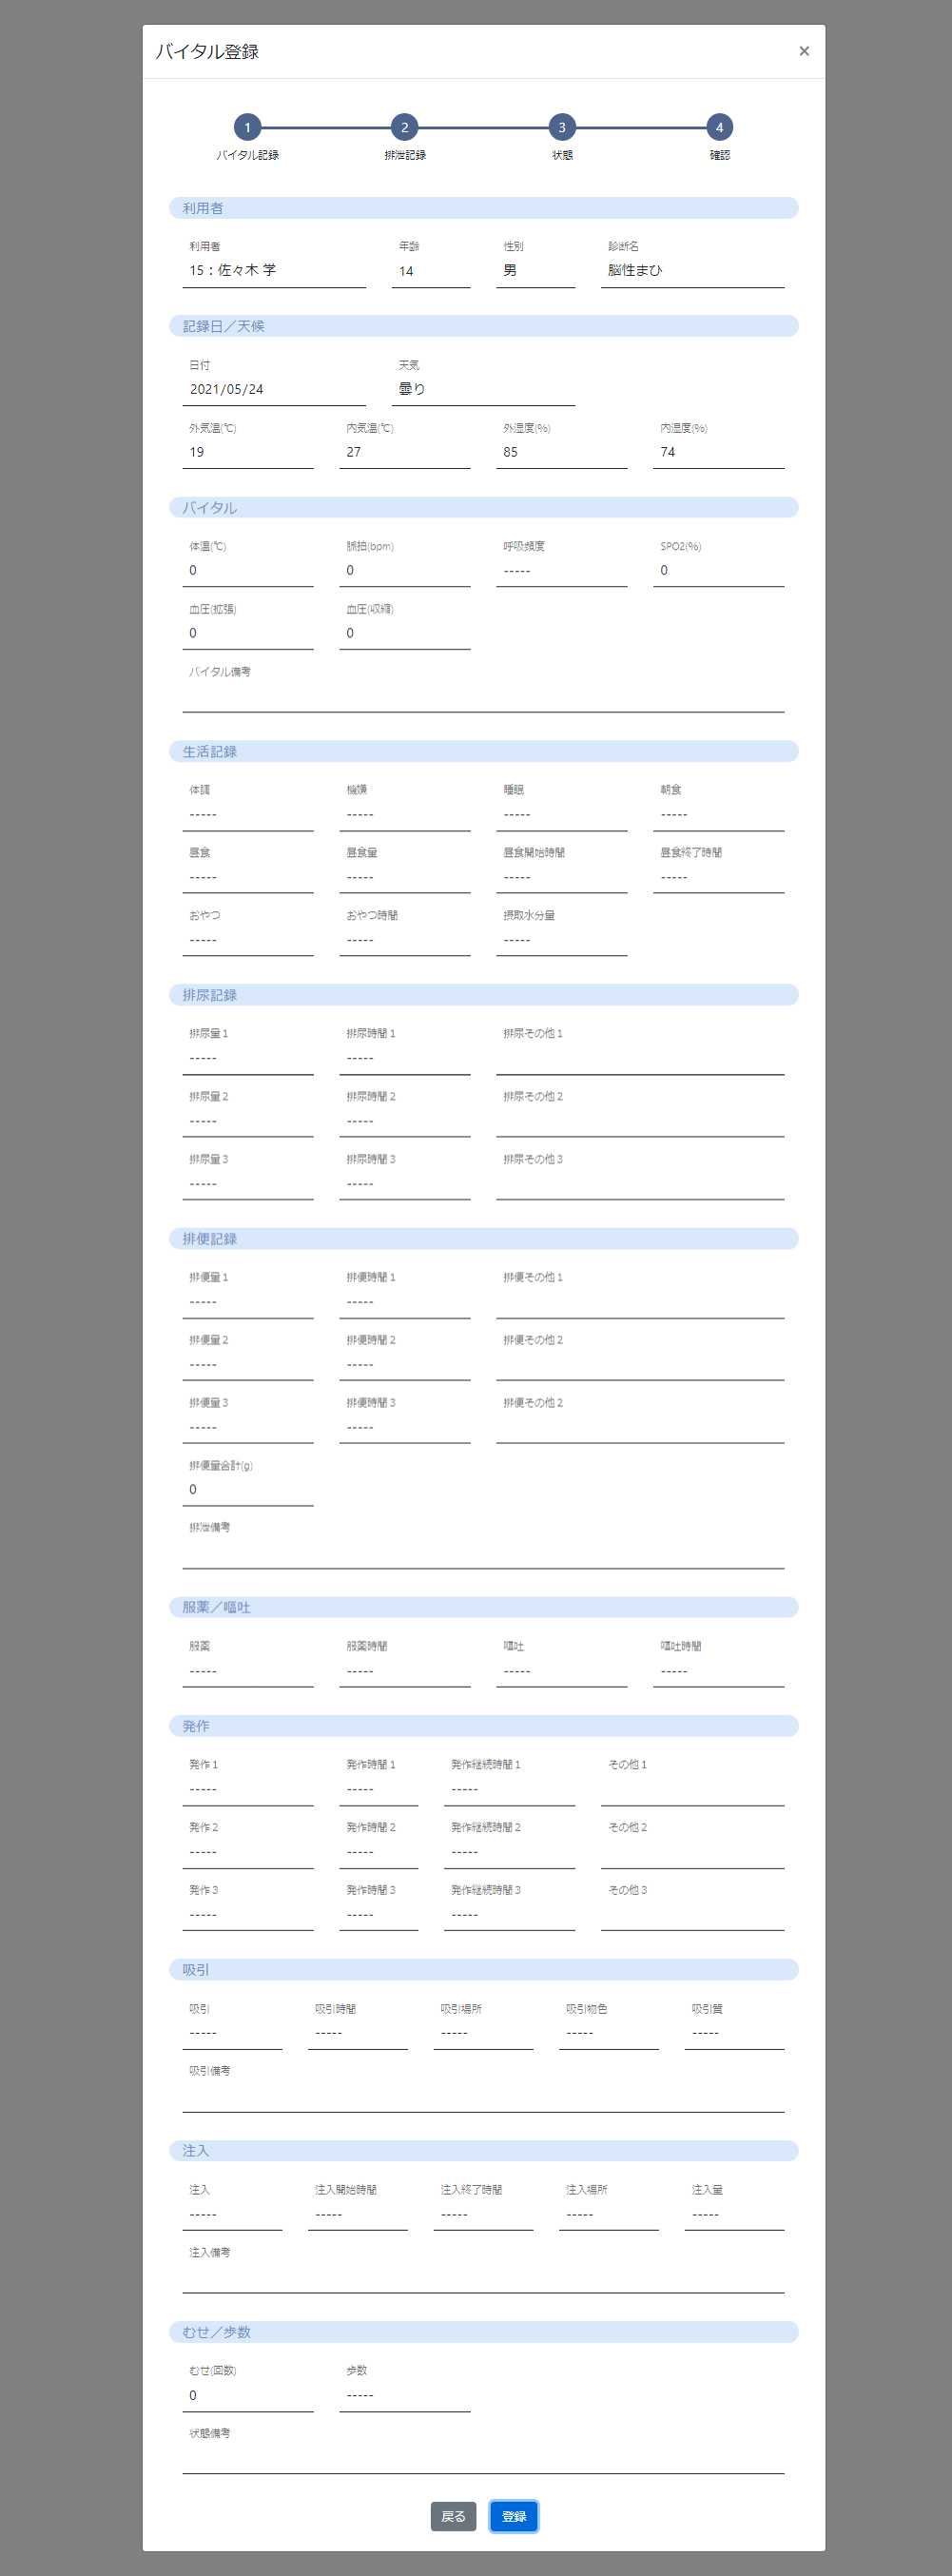 バイタル登録 ×
1 2 3 4
バイタル記録 排泄記録 状態 確認
利用者
利用者 年齢 性別 診断名
15：佐々木 学 14 男 脳性まひ
記録日／天候
日付 天気
2021/05/24 曇り
外気温(℃) 内気温(℃) 外湿度(%) 内湿度(%)
19 27 85 74
バイタル
体温(℃) 脈拍(bpm) 呼吸頻度 SPO2(%)
0 0 ----- 0
血圧(拡張) 血圧(収縮)
0 0
バイタル備考
生活記録
体調 機嫌 睡眠 朝食
----- ----- ----- -----
昼食 昼食量 昼食開始時間 昼食終了時間
----- ----- ----- -----
おやつ おやつ時間 摂取水分量
----- ----- -----
排尿記録
排尿量1 排尿時間1 排尿その他1
----- -----
排尿量2 排尿時間2 排尿その他2
----- -----
排尿量3 排尿時間3 排尿その他3
----- -----
排便記録
排便量1 排便時間1 排便その他1
----- -----
排便量2 排便時間2 排便その他2
----- -----
排便量3 排便時間3 排便その他2
----- -----
排便量合計(g)
0
排泄備考
服薬／嘔吐
服薬 服薬時間 嘔吐 嘔吐時間
----- ----- ----- -----
発作
発作1 発作時間1 発作継続時間1 その他1
----- ----- -----
発作2 発作時間2 発作継続時間2 その他2
----- ----- -----
発作3 発作時間3 発作継続時間3 その他3
----- ----- -----
吸引
吸引 吸引時間 吸引場所 吸引物色 吸引質
----- ----- ----- ----- -----
吸引備考
注入
注入 注入開始時間 注入終了時間 注入場所 注入量
----- ----- ----- ----- -----
注入備考
むせ／歩数
むせ(回数) 歩数
0 -----
状態備考
戻る 登録